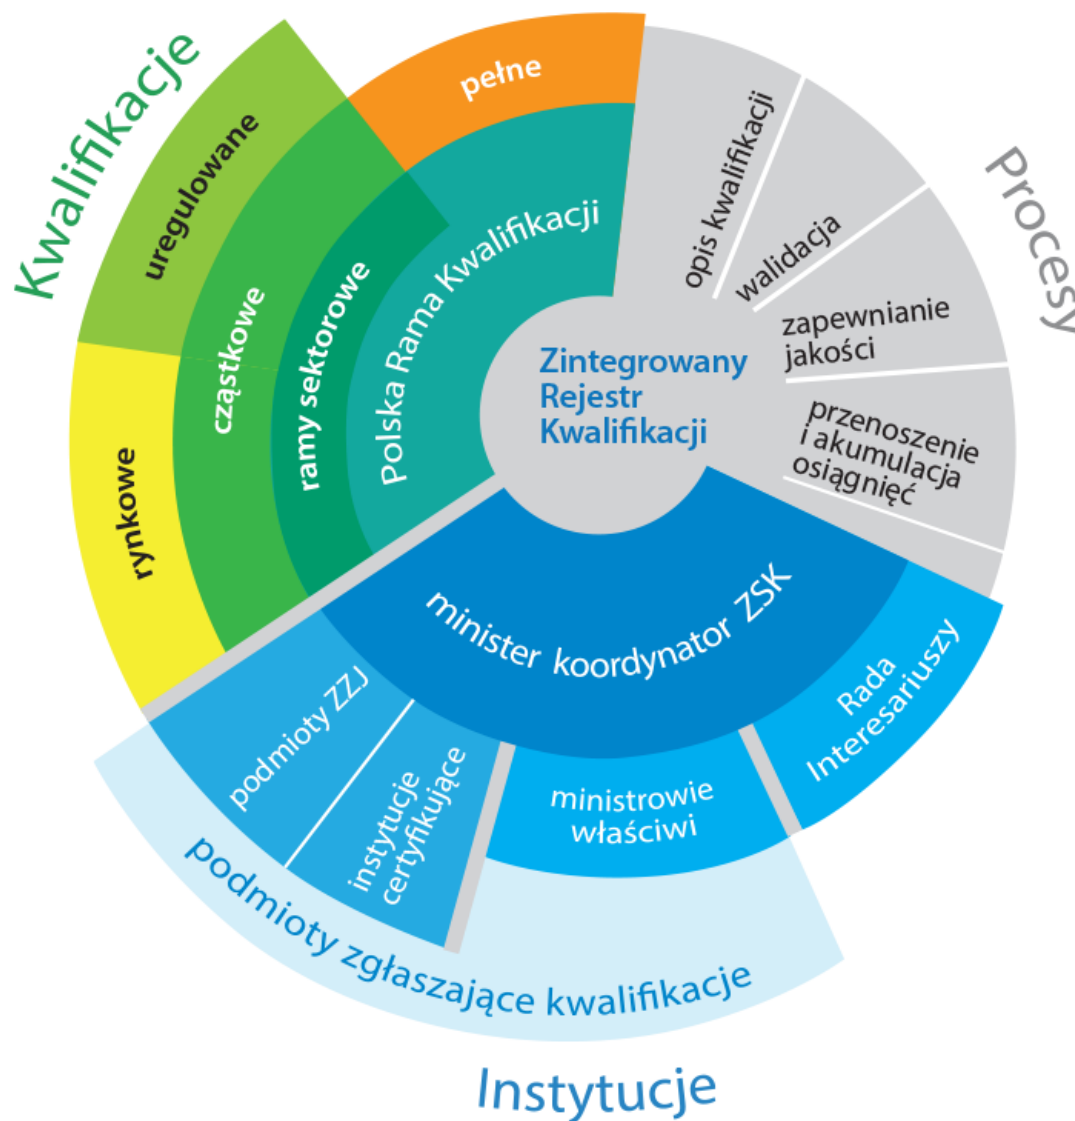 Kwalifikacje
pełne
uregulowane
cząstkowe
rynkowe
ramy sektorowe
Polska Rama Kwalifikacji
Zintegrowany
Rejestr
Kwalifikacji
Procesy
opis kwalifikacji
walidacja
zapewnianie
jakości
przenoszenie
i akumulacja
osiągnięć
minister koordynator ZSK
Rada
Interesariuszy
ministrowie
właściwi
instytucje
certyfikujące
podmioty ZZJ
podmioty zgłaszające kwalifikacje
Instytucje